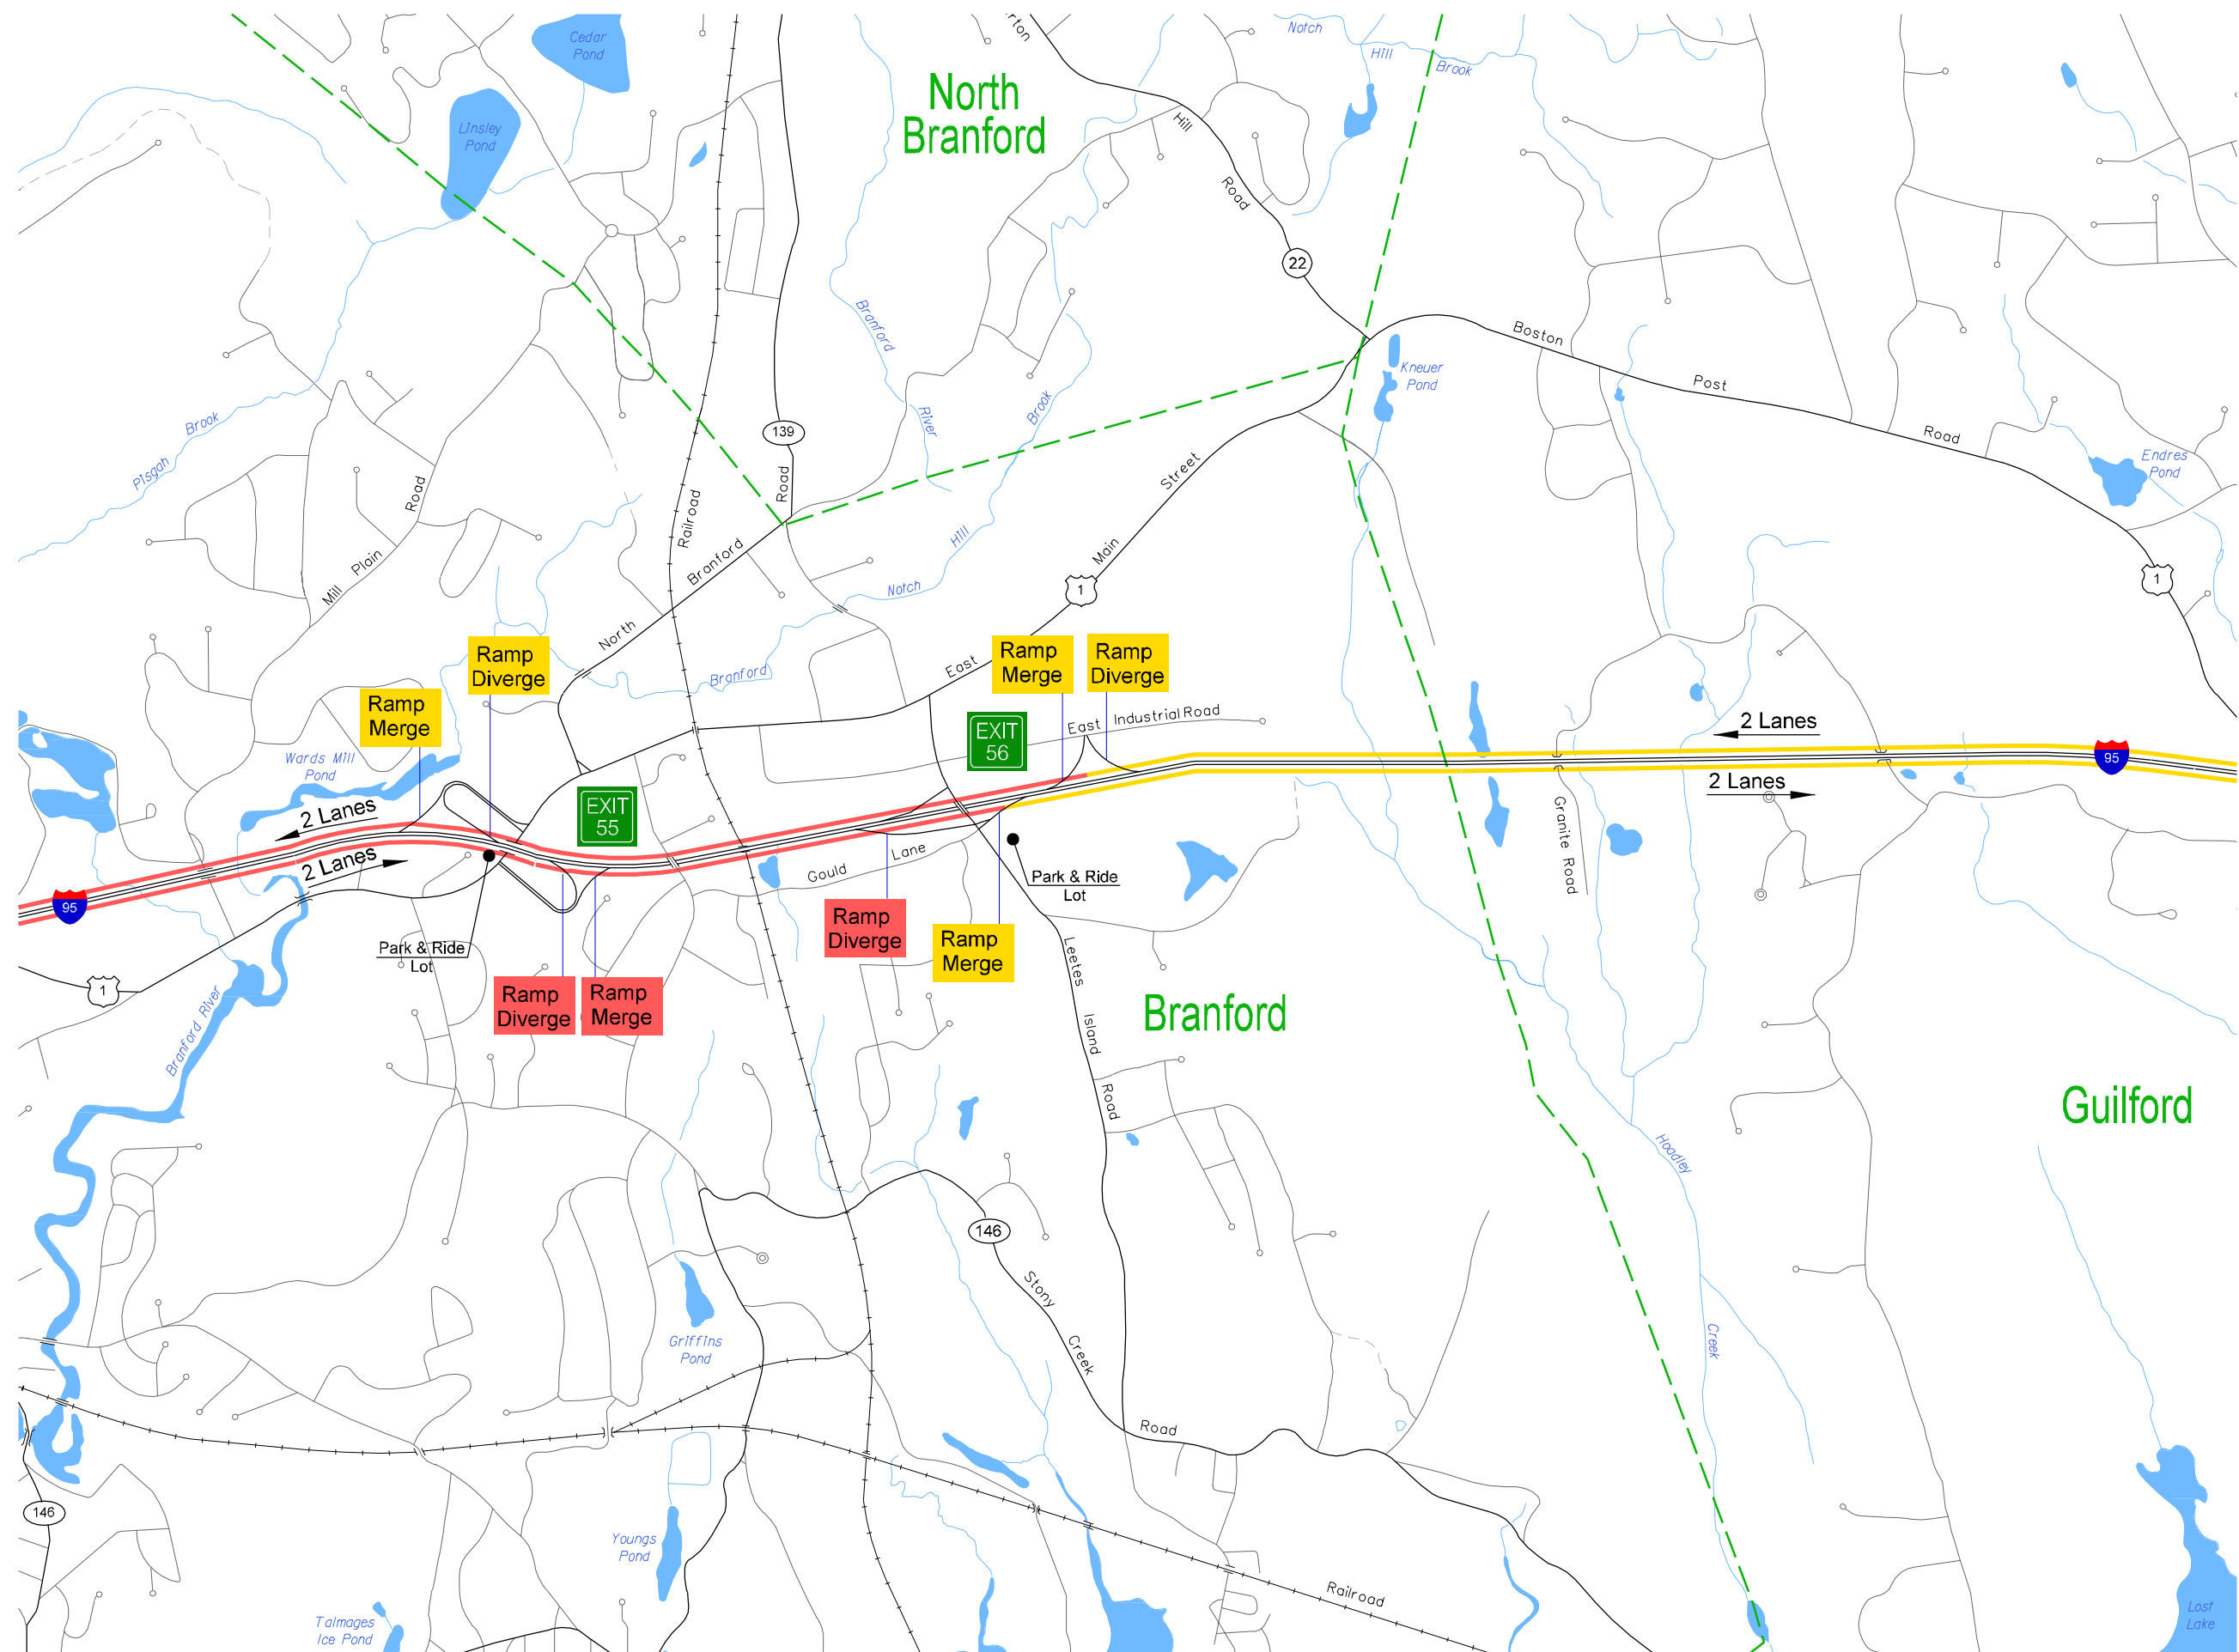 Cedar
Pond
Linsley
Pond
North
Branford
rton
Hill
Road
22
Notch
Hill
Brook
Boston
Post
Road
1
Kneuer
Pond
Endres
Pond
Pisgah
Brook
Mill
Plain
Road
Railroad
139
Road
North
Branford
Branford
River
Notch
Hill
Brook
Branford
East
Main
Street
1
Ramp
Merge
Ramp
Diverge
Ramp
Merge
Ramp
Diverge
EXIT
56
East Industrial Road
EXIT
55
Wards Mill
Pond
2 Lanes
2 Lanes
2 Lanes
2 Lanes
95
95
1
Gould Lane
Granite Road
Park & Ride
Lot
Park & Ride
Lot
Ramp
Diverge
Ramp
Merge
Ramp
Diverge
Ramp
Merge
Branford River
Leetes
Island
Road
Branford
Guilford
Hoadley
Creek
146
Stony
Creek
Road
Griffins
Pond
146
Youngs
Pond
Talmages
Ice Pond
Railroad
Lost
Lake